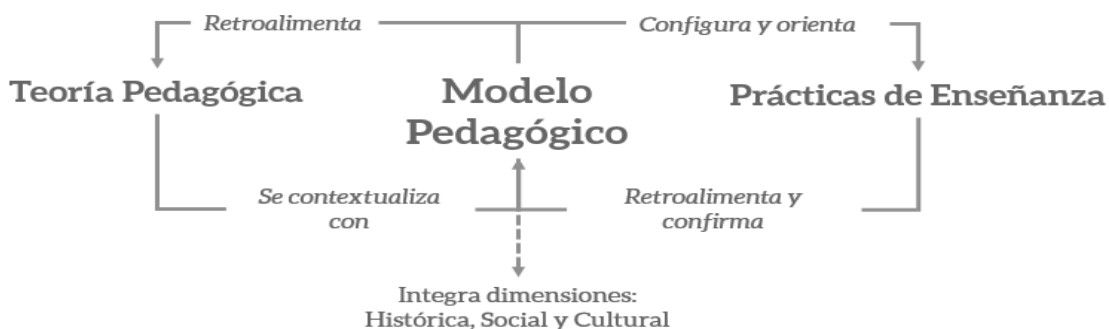 Retroalimenta
Configura y orienta
Teoría Pedagógica
Modelo
Pedagógico
Prácticas de Enseñanza
Se contextualiza
con
Retroalimenta y
confirma
Integra dimensiones:
Histórica, Social y Cultural